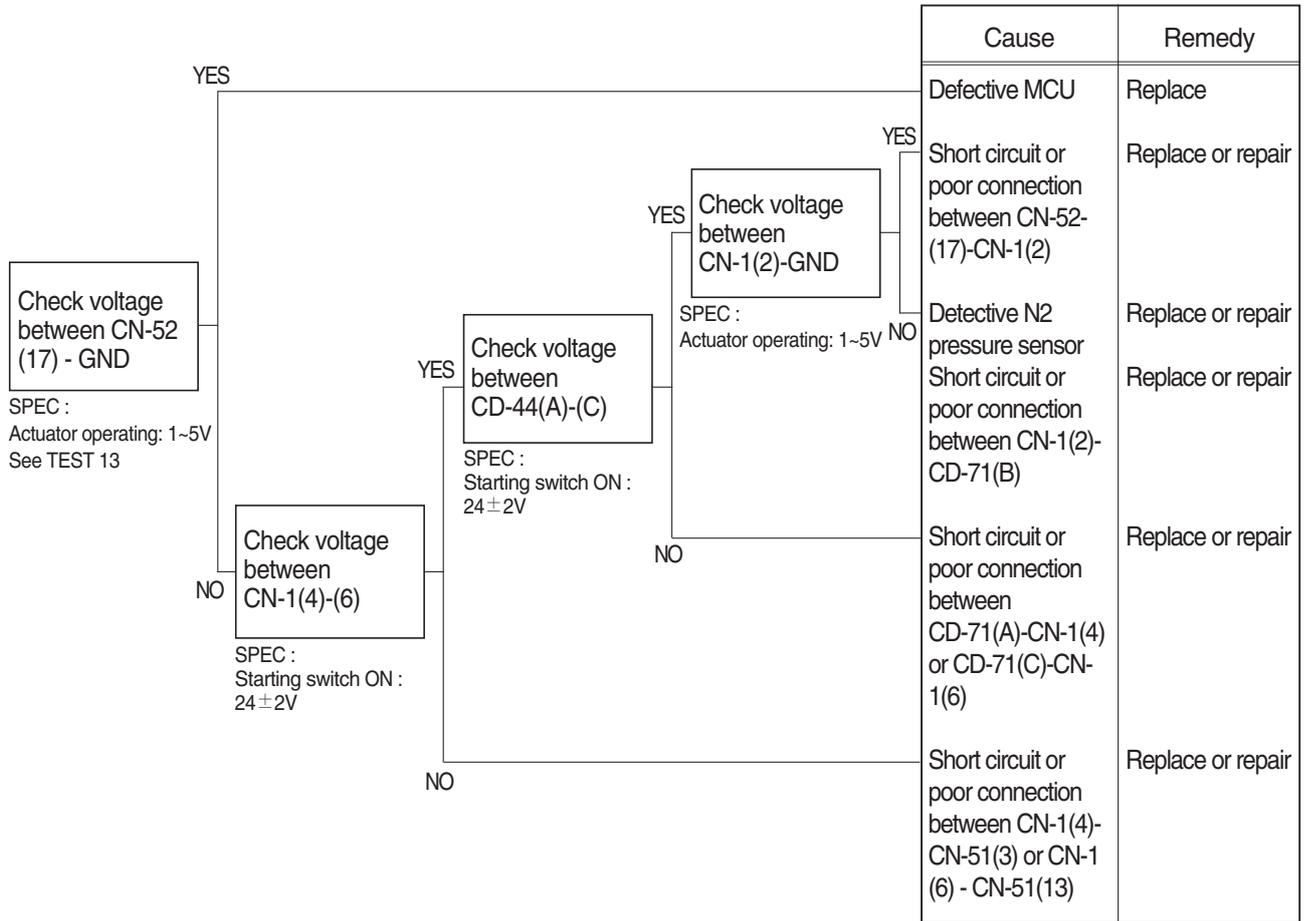 Cause
Remedy
YES
Defective MCU
Replace
YES
Short circuit or
poor connection
between CN-52-
(17)-CN-1(2)
Replace or repair
YES
Check voltage
between
CN-1(2)-GND
SPEC :
Actuator operating: 1~5V
NO
Detective N2
pressure sensor
Replace or repair
Short circuit or
poor connection
between CN-1(2)-
CD-71(B)
Replace or repair
Check voltage
between CN-52
(17) - GND
SPEC :
Actuator operating: 1~5V
See TEST 13
YES
Check voltage
between
CD-44(A)-(C)
SPEC :
Starting switch ON :
24±2V
NO
Short circuit or
poor connection
between
CD-71(A)-CN-1(4)
or CD-71(C)-CN-
1(6)
Replace or repair
NO
Check voltage
between
CN-1(4)-(6)
SPEC :
Starting switch ON :
24±2V
NO
Short circuit or
poor connection
between CN-1(4)-
CN-51(3) or CN-1
(6) - CN-51(13)
Replace or repair